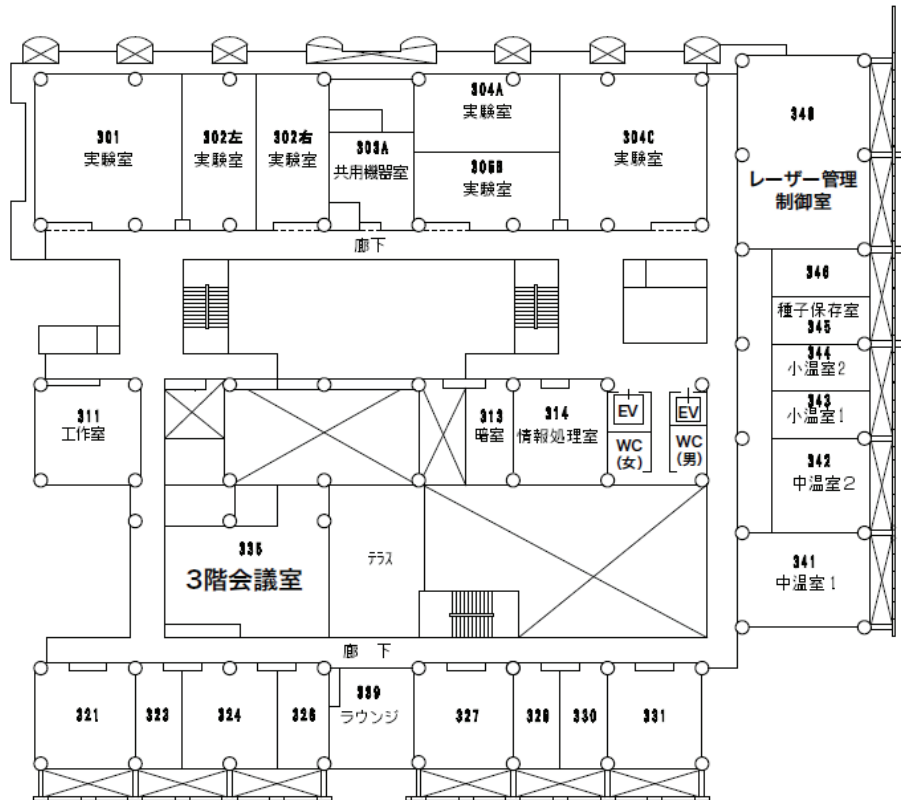 301
実験室
302左
実験室
302右
実験室
303A
共用機器室
304A
実験室
305B
実験室
304C
実験室
348
レーザー管理
制御室
廊下
346
種子保存室
345
344
小温室2
343
小温室1
342
中温室2
341
中温室1
311
工作室
313
暗室
314
情報処理室
EV
WC
(女)
EV
WC
(男)
335
3階会議室
テラス
廊 下
321
323
324
326
339
ラウンジ
327
328
330
331